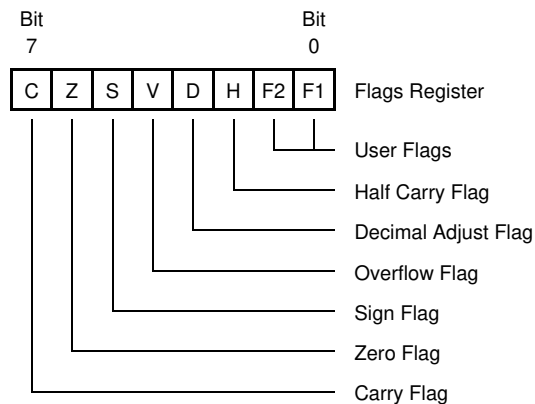 Bit Bit
7 0
C Z S V D H F2 F1 Flags Register
User Flags
Half Carry Flag
Decimal Adjust Flag
Overflow Flag
Sign Flag
Zero Flag
Carry Flag